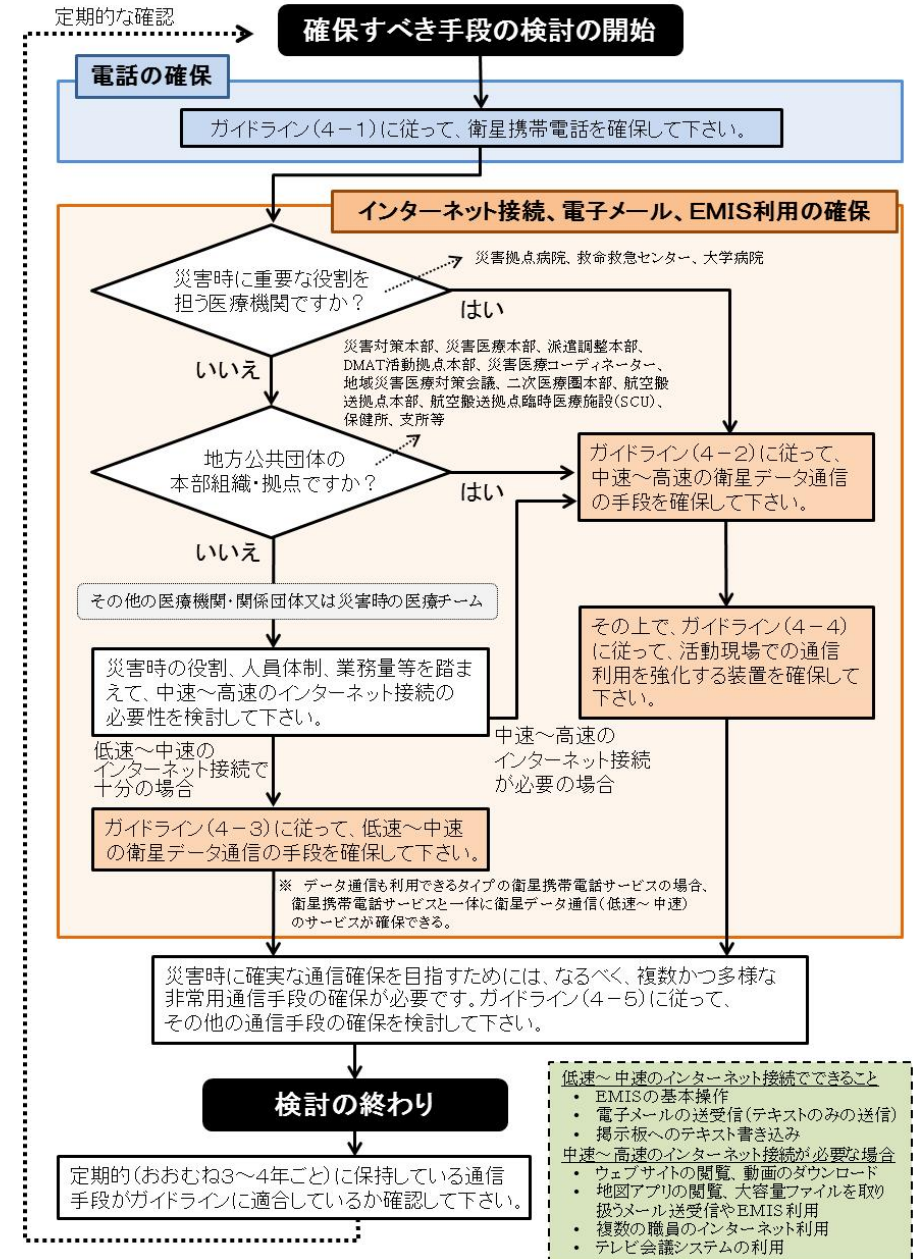 定期的な確認
確保すべき手段の検討の開始
電話の確保
ガイドライン(4-1)に従って、衛星携帯電話を確保して下さい。
インターネット接続、電子メール、EMIS利用の確保
災害時に重要な役割を
担う医療機関ですか？
災害拠点病院、救命救急センター、大学病院
はい
いいえ
災害対策本部、災害医療本部、派遣調整本部、
DMAT活動拠点本部、災害医療コーディネーター、
地域災害医療対策会議、二次医療圏本部、航空搬
送拠点本部、航空搬送拠点臨時医療施設(SCU)、
保健所、支所等
地方公共団体の
本部組織・拠点ですか？
はい
いいえ
ガイドライン(4-2)に従って、
中速～高速の衛星データ通信
の手段を確保して下さい。
その他の医療機関・関係団体又は災害時の医療チーム
災害時の役割、人員体制、業務量等を踏ま
えて、中速～高速のインターネット接続の
必要性を検討して下さい。
その上で、ガイドライン(4-4)
に従って、活動現場での通信
利用を強化する装置を確保して
下さい。
低速～中速の
インターネット接続で
十分の場合
中速～高速の
インターネット接続
が必要の場合
ガイドライン(4-3)に従って、低速～中速
の衛星データ通信の手段を確保して下さい。
※ データ通信も利用できるタイプの衛星携帯電話サービスの場合、
衛星携帯電話サービスと一体に衛星データ通信(低速～中速)
のサービスが確保できる。
災害時に確実な通信確保を目指すためには、なるべく、複数かつ多様な
非常用通信手段の確保が必要です。ガイドライン(4-5)に従って、
その他の通信手段の確保を検討して下さい。
検討の終わり
定期的(おおむね3～4年ごと)に保持している通信
手段がガイドラインに適合しているか確認して下さい。
低速～中速のインターネット接続でできること
• EMISの基本操作
• 電子メールの送受信(テキストのみの送信)
• 掲示板へのテキスト書き込み
中速～高速のインターネット接続が必要な場合
• ウェブサイトの閲覧、動画のダウンロード
• 地図アプリの閲覧、大容量ファイルを取り
扱うメール送受信やEMIS利用
• 複数の職員のインターネット利用
• テレビ会議システムの利用